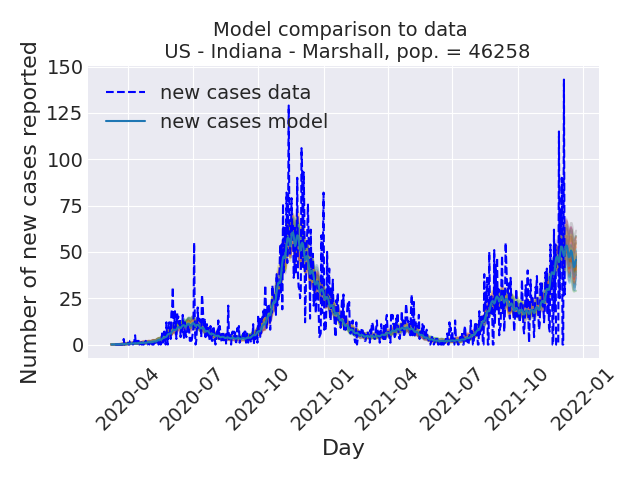 Model comparison to data
US - Indiana - Marshall, pop. = 46258
Number of new cases reported
150
125
100
75
50
25
0
new cases data
new cases model
2020-04
2020-07
2020-10
2021-01
2021-04
2021-07
2021-10
2022-01
Day